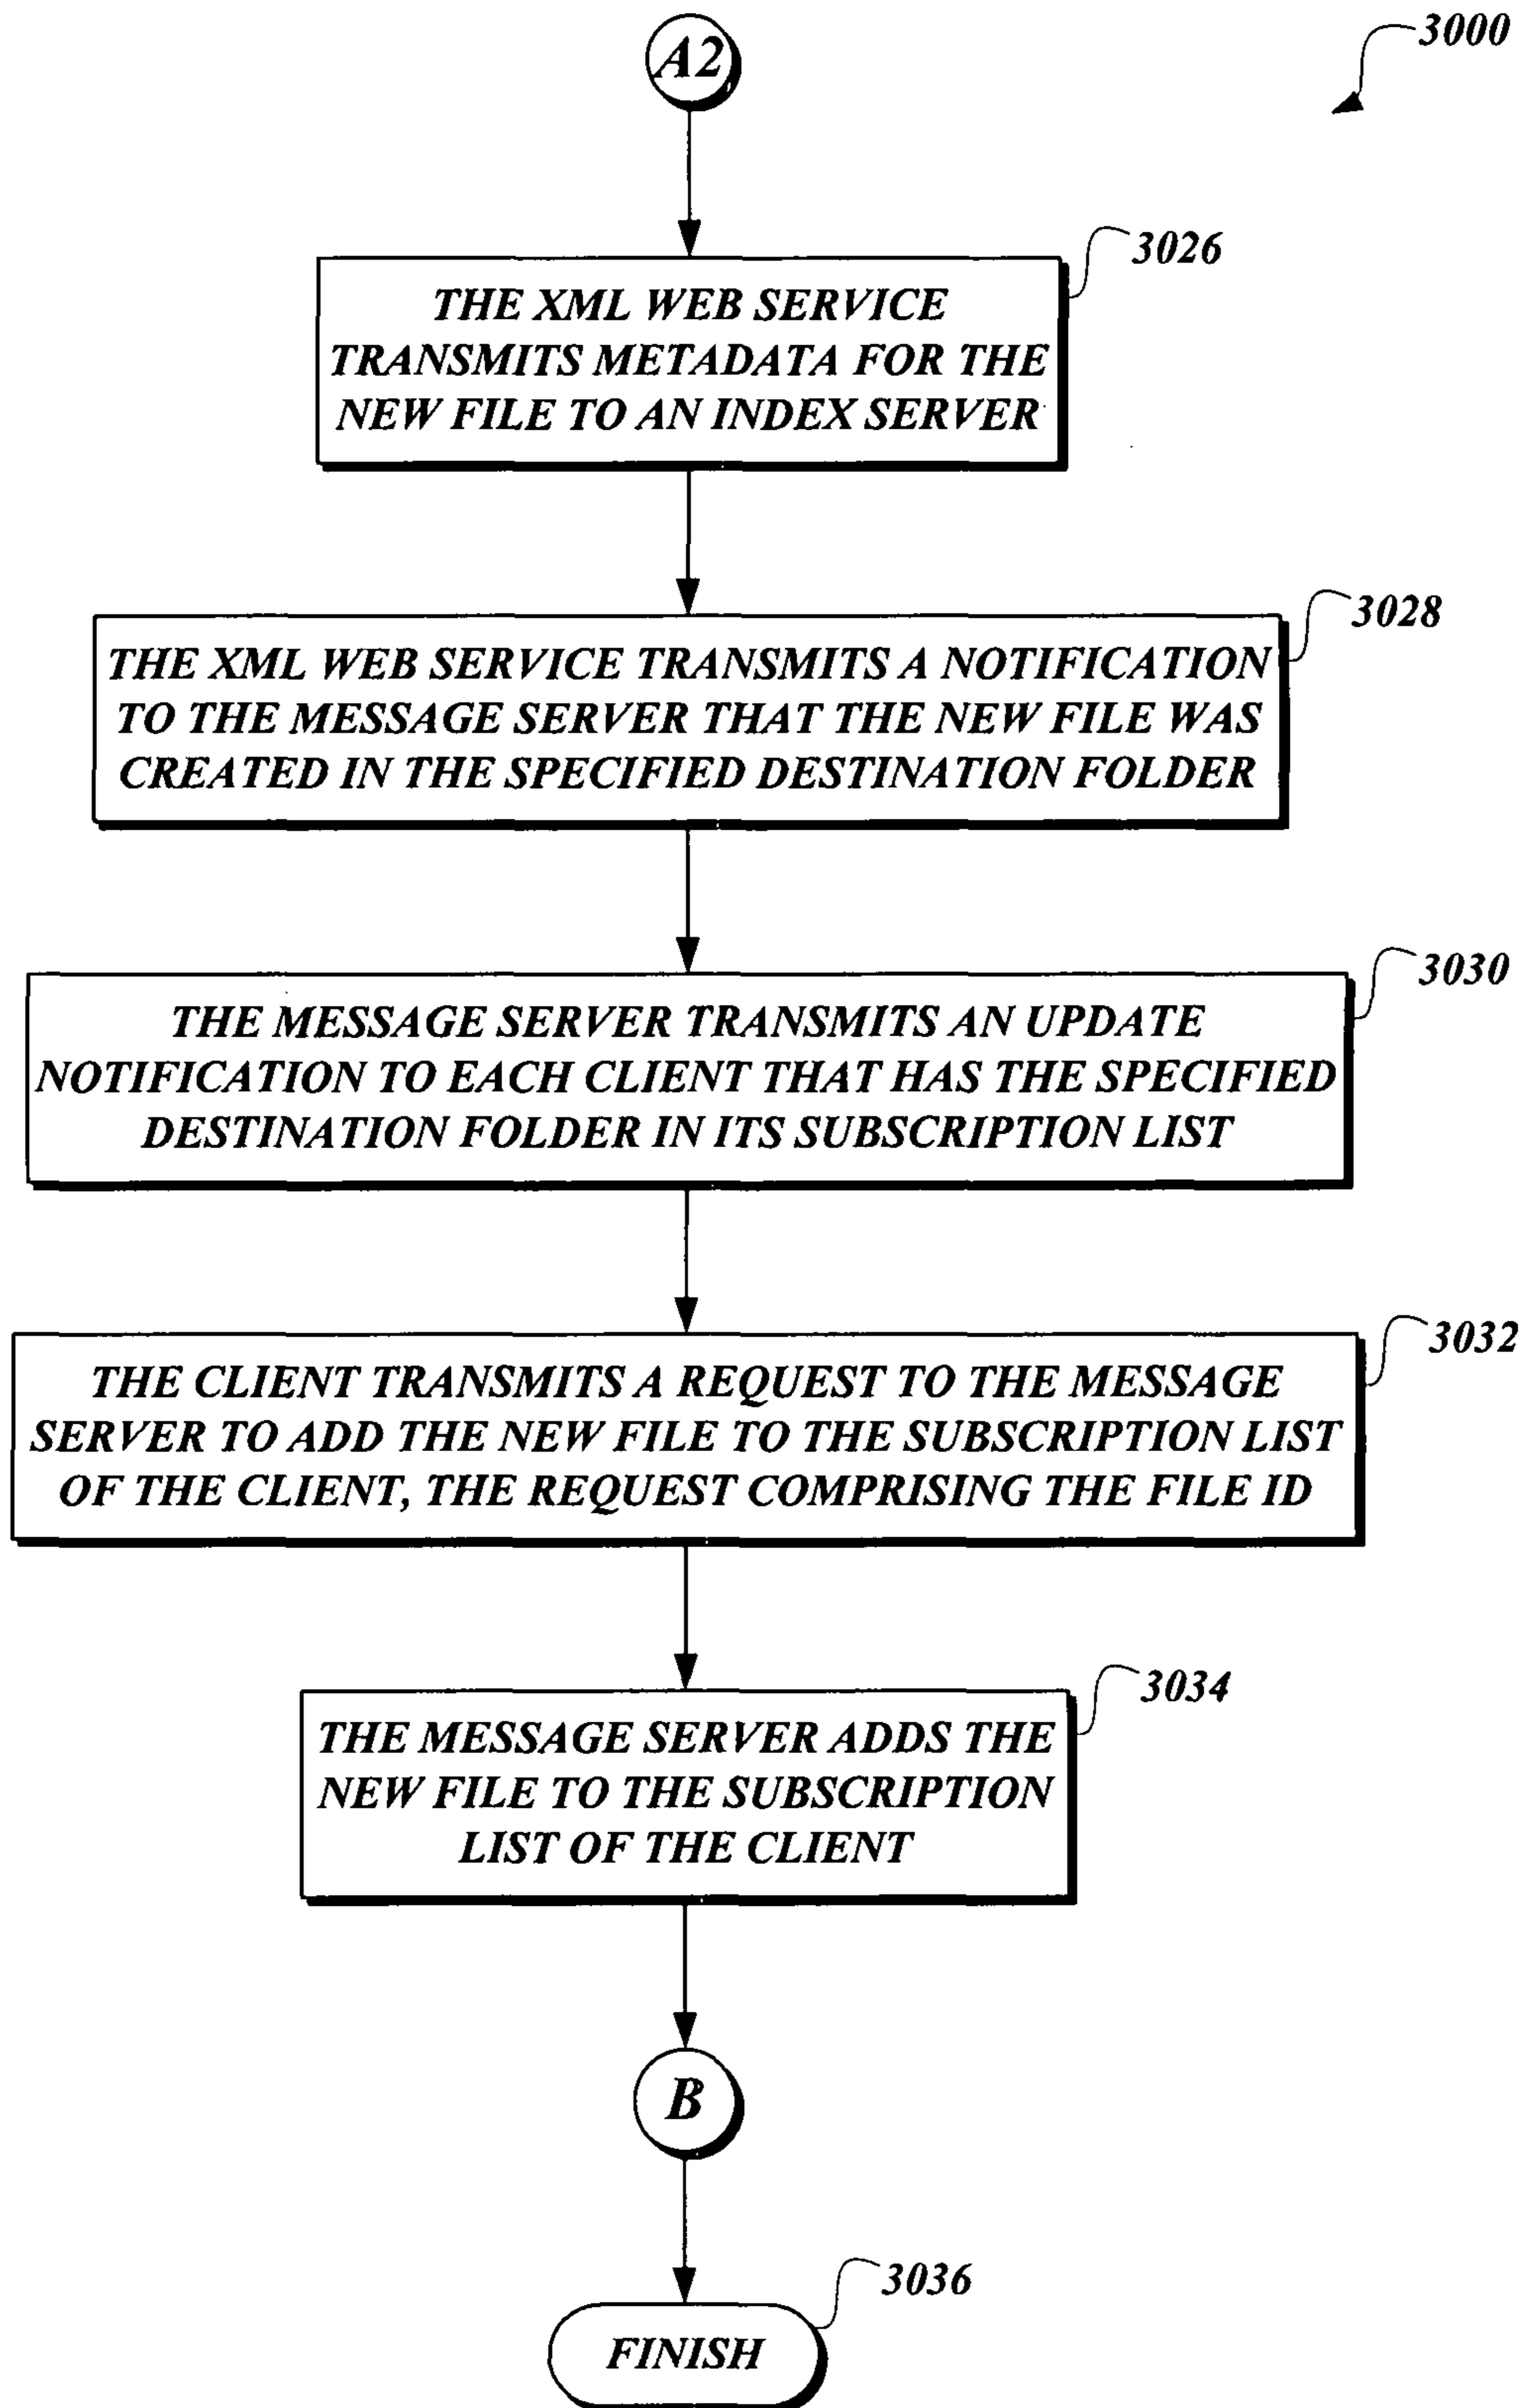 A2
3000
3026
THE XML WEB SERVICE
TRANSMITS METADATA FOR THE
NEW FILE TO AN INDEX SERVER
3028
THE XML WEB SERVICE TRANSMITS A NOTIFICATION
TO THE MESSAGE SERVER THAT THE NEW FILE WAS
CREATED IN THE SPECIFIED DESTINATION FOLDER
3030
THE MESSAGE SERVER TRANSMITS AN UPDATE
NOTIFICATION TO EACH CLIENT THAT HAS THE SPECIFIED
DESTINATION FOLDER IN ITS SUBSCRIPTION LIST
3032
THE CLIENT TRANSMITS A REQUEST TO THE MESSAGE
SERVER TO ADD THE NEW FILE TO THE SUBSCRIPTION LIST
OF THE CLIENT, THE REQUEST COMPRISING THE FILE ID
3034
THE MESSAGE SERVER ADDS THE
NEW FILE TO THE SUBSCRIPTION
LIST OF THE CLIENT
B
3036
FINISH